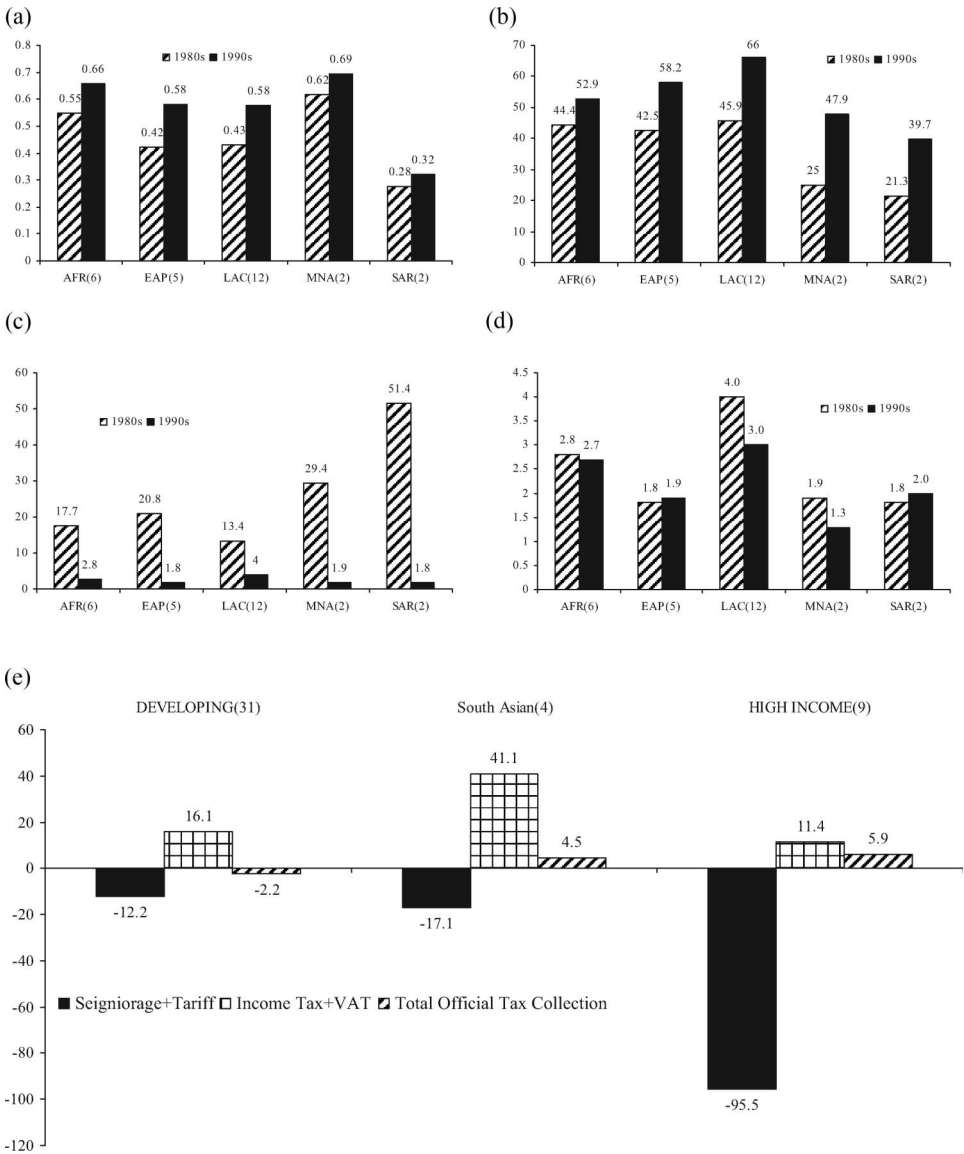 (a)
1980s 1990s
0.8
0.7
0.6
0.5
0.4
0.3
0.2
0.1
0
0.55 0.66 0.42 0.58 0.43 0.58 0.62 0.69 0.28 0.32
AFR(6) EAP(5) LAC(12) MNA(2) SAR(2)
(b)
1980s 1990s
70
60
50
40
30
20
10
0
44.4 52.9 42.5 58.2 45.9 66 25 47.9 21.3 39.7
AFR(6) EAP(5) LAC(12) MNA(2) SAR(2)
(c)
1980s 1990s
60
50
40
30
20
10
0
17.7 2.8 20.8 1.8 13.4 4 29.4 1.9 51.4 1.8
AFR(6) EAP(5) LAC(12) MNA(2) SAR(2)
(d)
1980s 1990s
4.5
4
3.5
3
2.5
2
1.5
1
0.5
0
2.8 2.7 1.8 1.9 4.0 3.0 1.9 1.3 1.8 2.0
AFR(6) EAP(5) LAC(12) MNA(2) SAR(2)
(e)
DEVELOPING(31) South Asian(4) HIGH INCOME(9)
60
40
20
0
-20
-40
-60
-80
-100
-120
-12.2 16.1 -2.2 -17.1 41.1 4.5 -95.5 11.4 5.9
Seigniorage+Tariff Income Tax+VAT Total Official Tax Collection